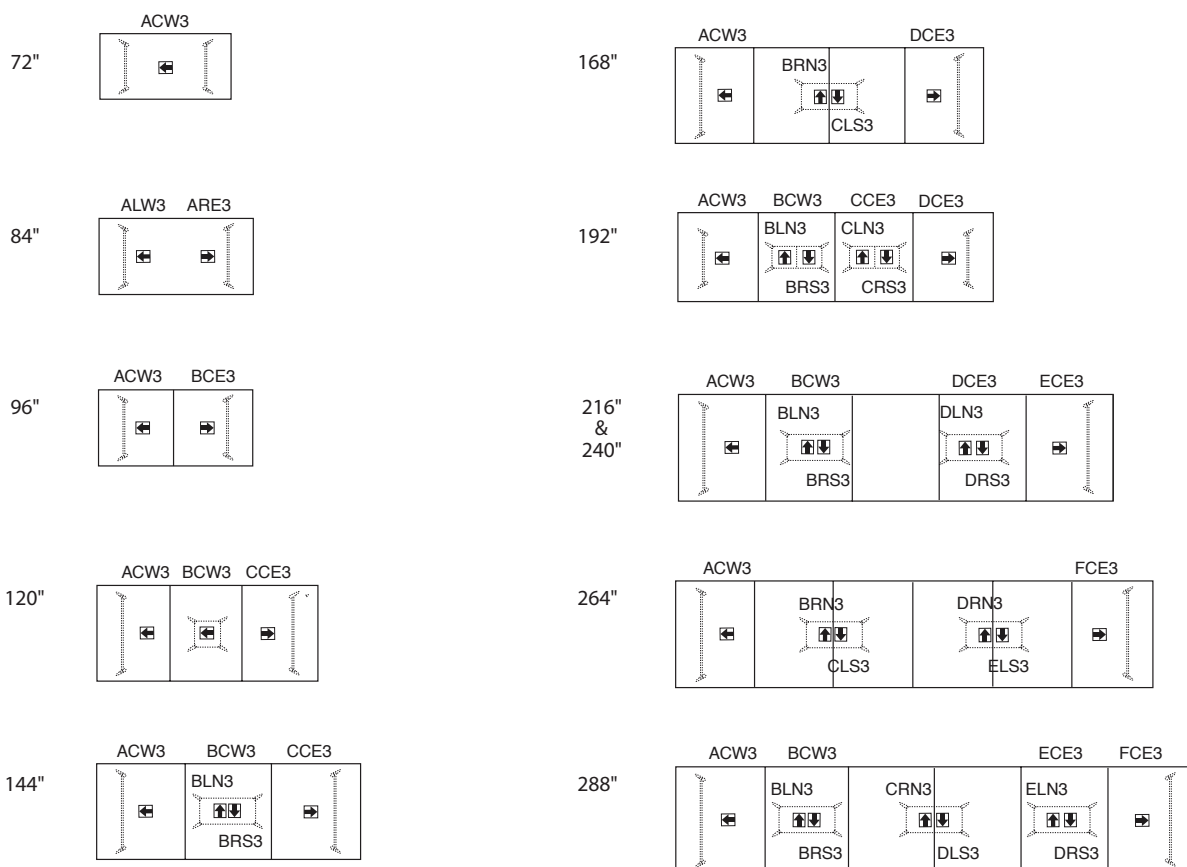 ACW3
72"
ALW3 ARE3
84"
ACW3 BCE3
96"
ACW3 BCW3 CCE3
120"
ACW3 BCW3 CCE3
144"
BLN3
BRS3
ACW3 DCE3
168"
BRN3
CLS3
ACW3 BCW3 CCE3 DCE3
192"
BLN3 CLN3
BRS3 CRS3
ACW3 BCW3 DCE3 ECE3
216"
&
240"
BLN3 DLN3
BRS3 DRS3
ACW3 FCE3
264"
BRN3 DRN3
CLS3 ELS3
ACW3 BCW3 ECE3 FCE3
288"
BLN3 CRN3 ELN3
BRS3 DLS3 DRS3